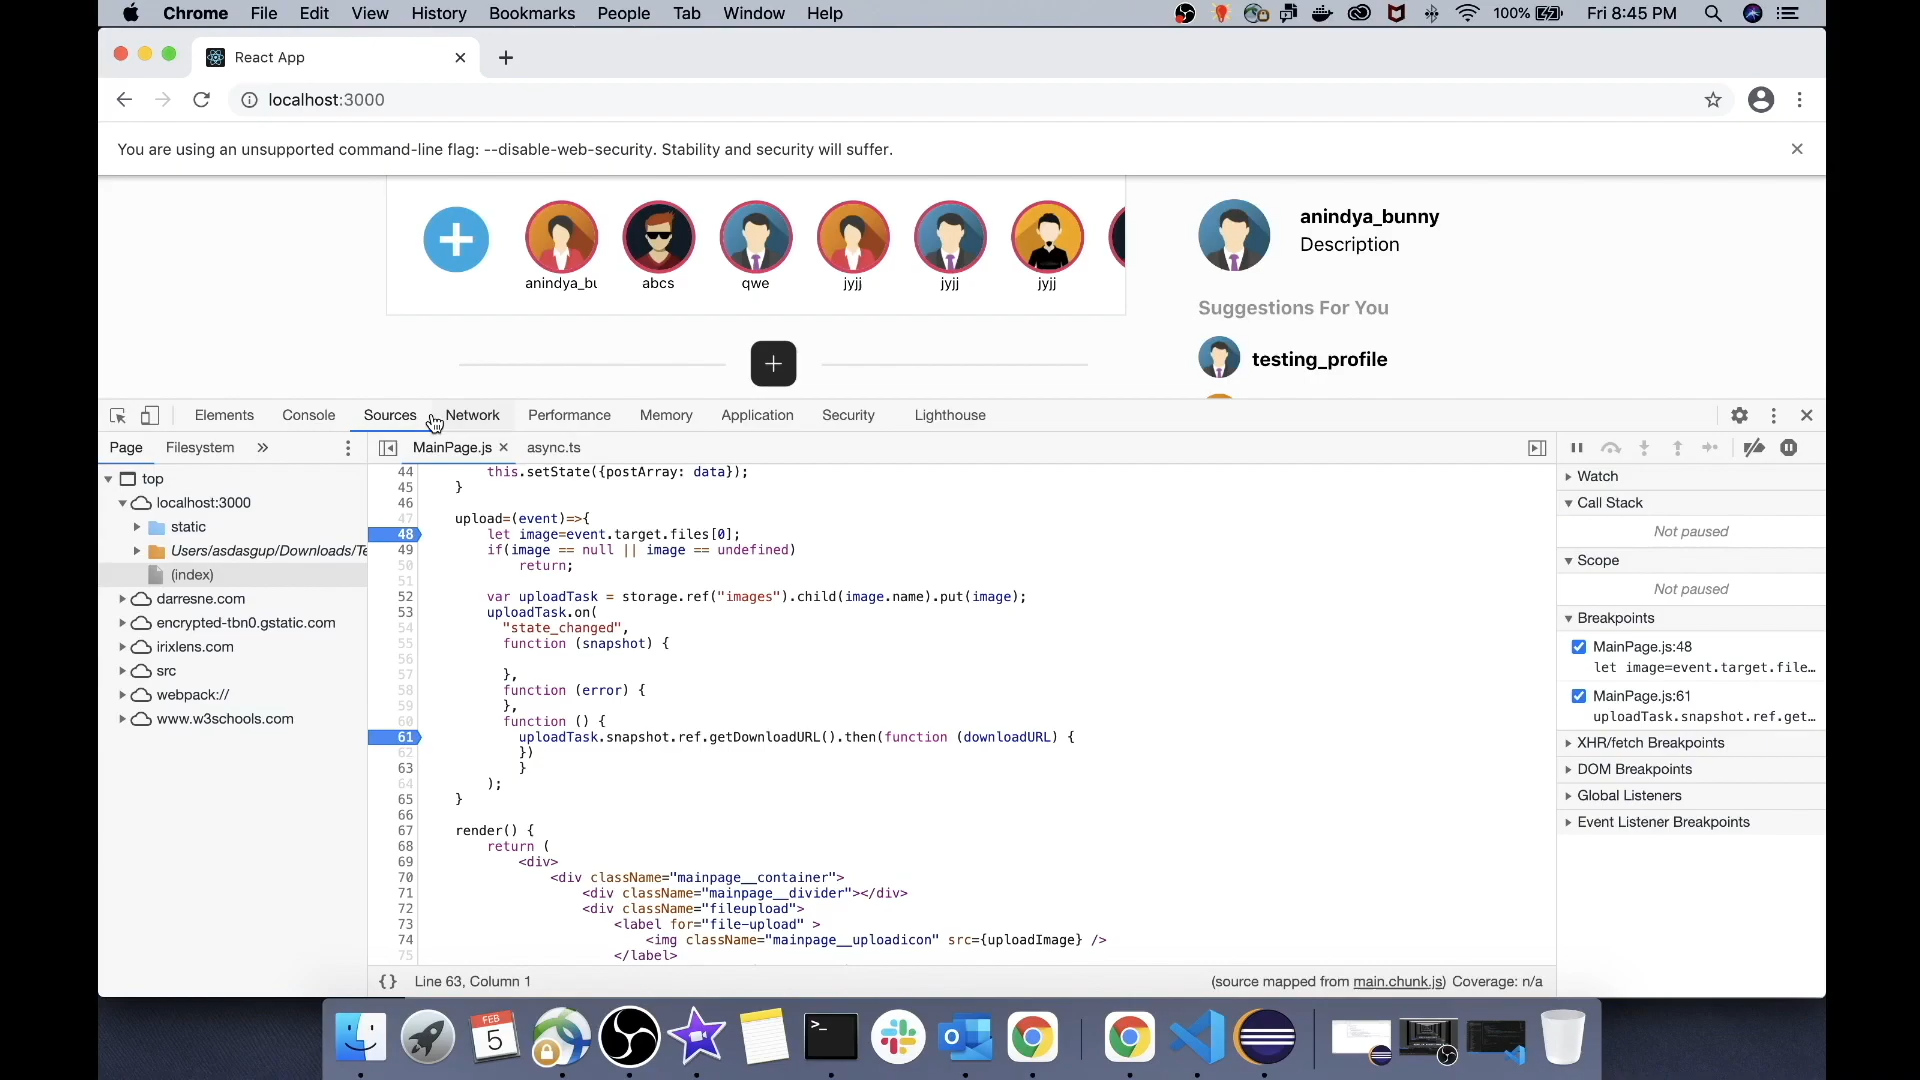 Chrome File Edit View History Bookmarks People Tab Window Help 100% Fri 8:45 PM
React App
localhost:3000
You are using an unsupported command-line flag: --disable-web-security. Stability and security will suffer.
anindya_bu abcs qwe jyjj jyjj jyjj
anindya_bunny
Description
Suggestions For You
testing_profile
Elements Console Sources Network Performance Memory Application Security Lighthouse
Page Filesystem » MainPage.js async.ts
top
localhost:3000
static
Users/asdasgup/Downloads/Te
(index)
darresne.com
encrypted-tbn0.gstatic.com
irixlens.com
src
webpack://
www.w3schools.com
44 this.setState({postArray: data});
45 }
46
47 upload=(event)=>{
48 let image=event.target.files[0];
49 if(image == null || image == undefined)
50 return;
51
52 var uploadTask = storage.ref("images").child(image.name).put(image);
53 uploadTask.on(
54 "state_changed",
55 function (snapshot) {
56
57 },
58 function (error) {
59 },
60 function () {
61 uploadTask.snapshot.ref.getDownloadURL().then(function (downloadURL) {
62 })
63 }
64 );
65 }
66
67 render() {
68 return (
69 <div>
70 <div className="mainpage__container">
71 <div className="mainpage__divider"></div>
72 <div className="fileupload">
73 <label for="file-upload" >
74 <img className="mainpage__uploadicon" src={uploadImage} />
75 </label>
{} Line 63, Column 1 (source mapped from main.chunk.js) Coverage: n/a
Watch
Call Stack
Not paused
Scope
Not paused
Breakpoints
MainPage.js:48
let image=event.target.file…
MainPage.js:61
uploadTask.snapshot.ref.get…
XHR/fetch Breakpoints
DOM Breakpoints
Global Listeners
Event Listener Breakpoints
FEB
5